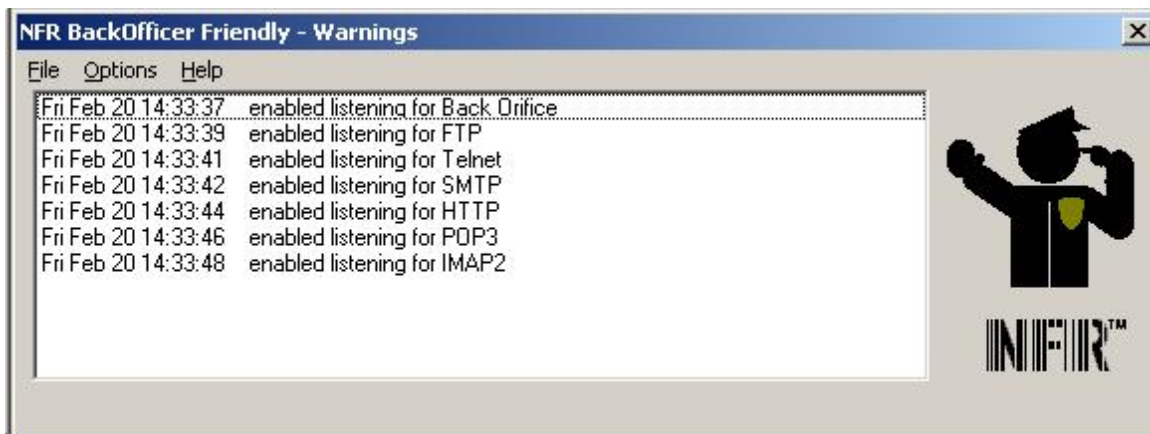 NFR BackOfficer Friendly - Warnings
File Options Help
Fri Feb 20 14:33:37 enabled listening for Back Orifice
Fri Feb 20 14:33:39 enabled listening for FTP
Fri Feb 20 14:33:41 enabled listening for Telnet
Fri Feb 20 14:33:42 enabled listening for SMTP
Fri Feb 20 14:33:44 enabled listening for HTTP
Fri Feb 20 14:33:46 enabled listening for POP3
Fri Feb 20 14:33:48 enabled listening for IMAP2
NFR™